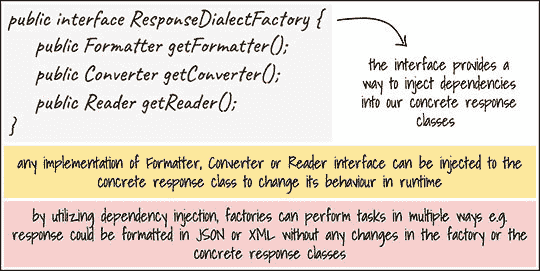 public interface ResponseDialectFactory {
public Formatter getFormatter();
public Converter getConverter();
public Reader getReader();
}
the interface provides a
way to inject dependencies
into our concrete response
classes
any implementation of Formatter, Converter or Reader interface can be injected to the
concrete response class to change its behaviour in runtime
by utilizing dependency injection, factories can perform tasks in multiple ways e.g.
response could be formatted in JSON or XML without any changes in the factory or the
concrete response classes